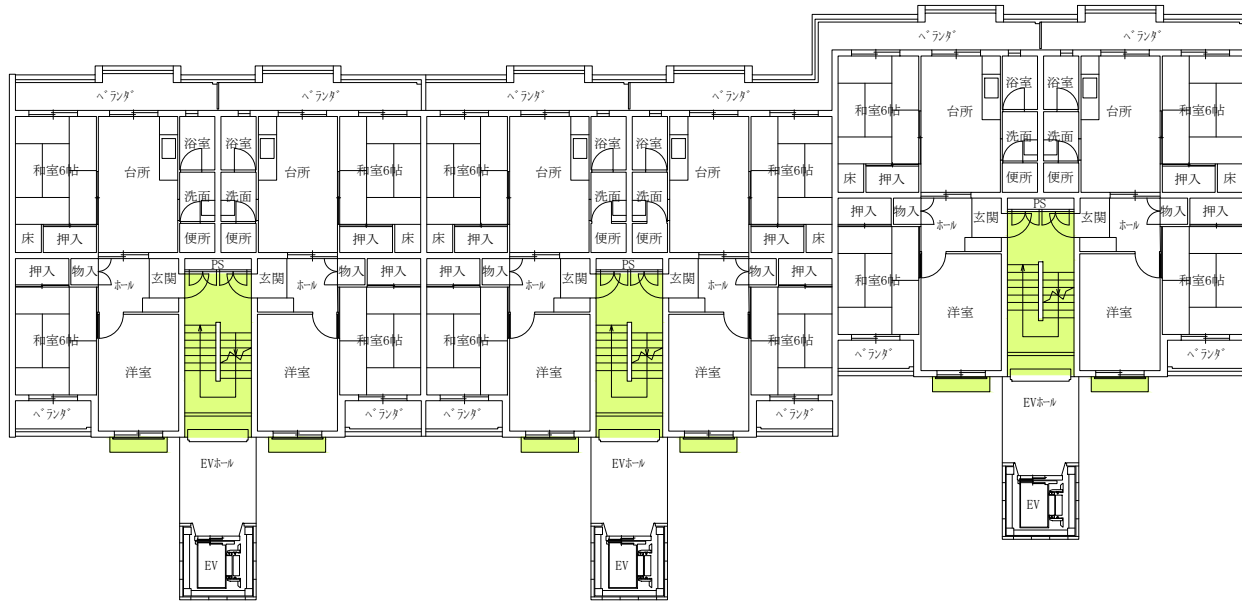 ベランダ ベランダ
浴室 浴室
和室6帖 台所 台所 和室6帖
洗面 洗面
床 押入 便所 便所 押入 床
PS
押入 物入 玄関 玄関 物入 押入
ホール ホール
和室6帖 和室6帖
洋室 洋室
ベランダ ベランダ
EVホール
EV
ベランダ ベランダ
浴室 浴室
和室6帖 台所 台所 和室6帖
洗面 洗面
床 押入 便所 便所 押入 床
PS
押入 物入 玄関 玄関 物入 押入
ホール ホール
和室6帖 和室6帖
洋室 洋室
ベランダ ベランダ
EVホール
EV
ベランダ ベランダ
浴室 浴室
和室6帖 台所 台所 和室6帖
洗面 洗面
床 押入 便所 便所 押入 床
PS
押入 物入 玄関 玄関 物入 押入
ホール ホール
和室6帖 和室6帖
洋室 洋室
ベランダ ベランダ
EVホール
EV